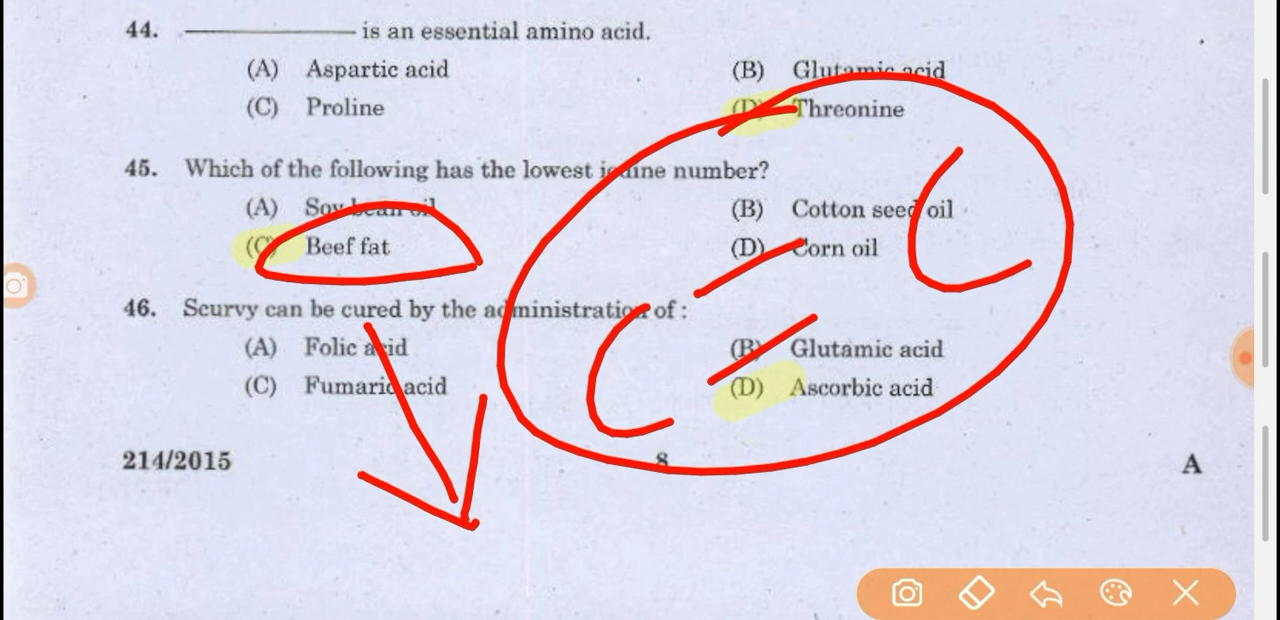 44. ____________ is an essential amino acid.
(A) Aspartic acid (B) Glutamic acid
(C) Proline (D) Threonine
45. Which of the following has the lowest iodine number?
(A) Soy bean oil (B) Cotton seed oil
(C) Beef fat (D) Corn oil
46. Scurvy can be cured by the administration of :
(A) Folic acid (B) Glutamic acid
(C) Fumaric acid (D) Ascorbic acid
214/2015 8 A